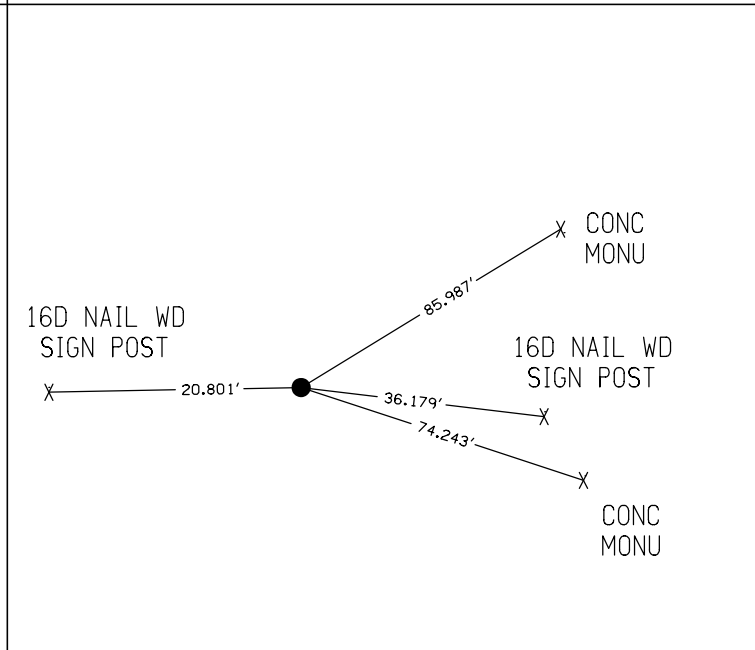 CONC
MONU
85.987'
16D NAIL WD
SIGN POST
16D NAIL WD
SIGN POST
20.801'
36.179'
74.243'
CONC
MONU